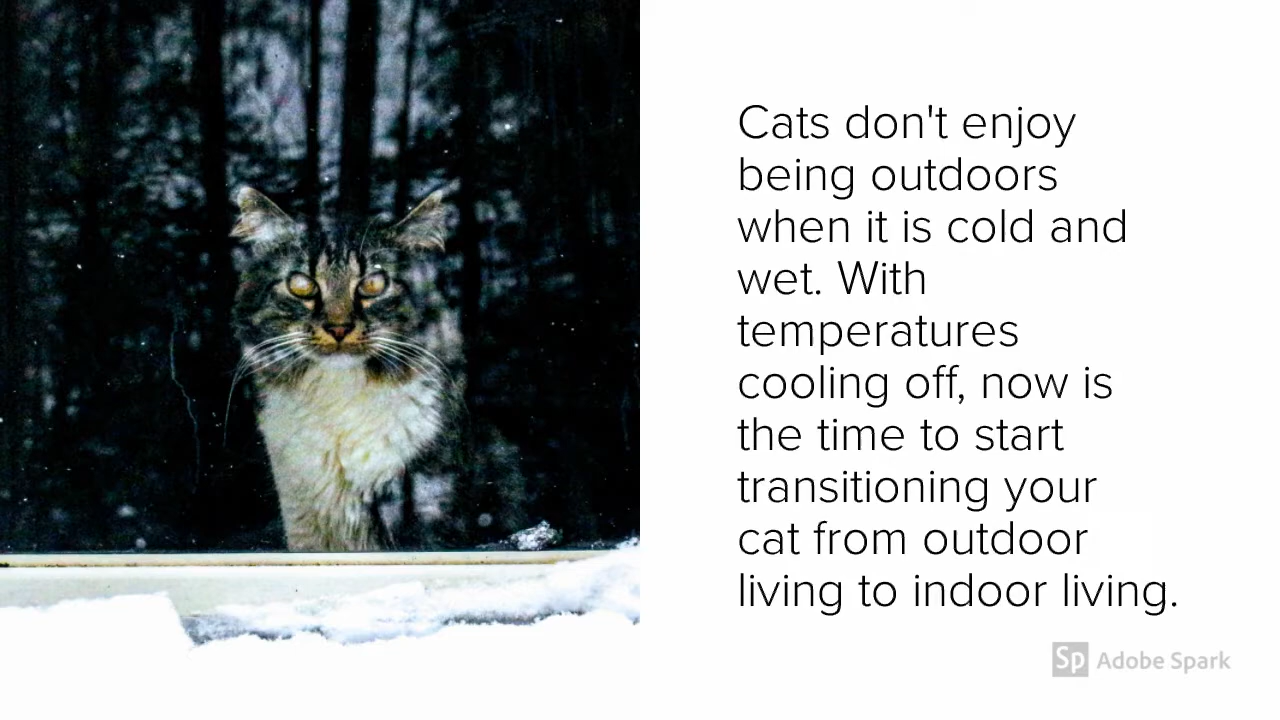 Cats don't enjoy
being outdoors
when it is cold and
wet. With
temperatures
cooling off, now is
the time to start
transitioning your
cat from outdoor
living to indoor living.
Sp Adobe Spark